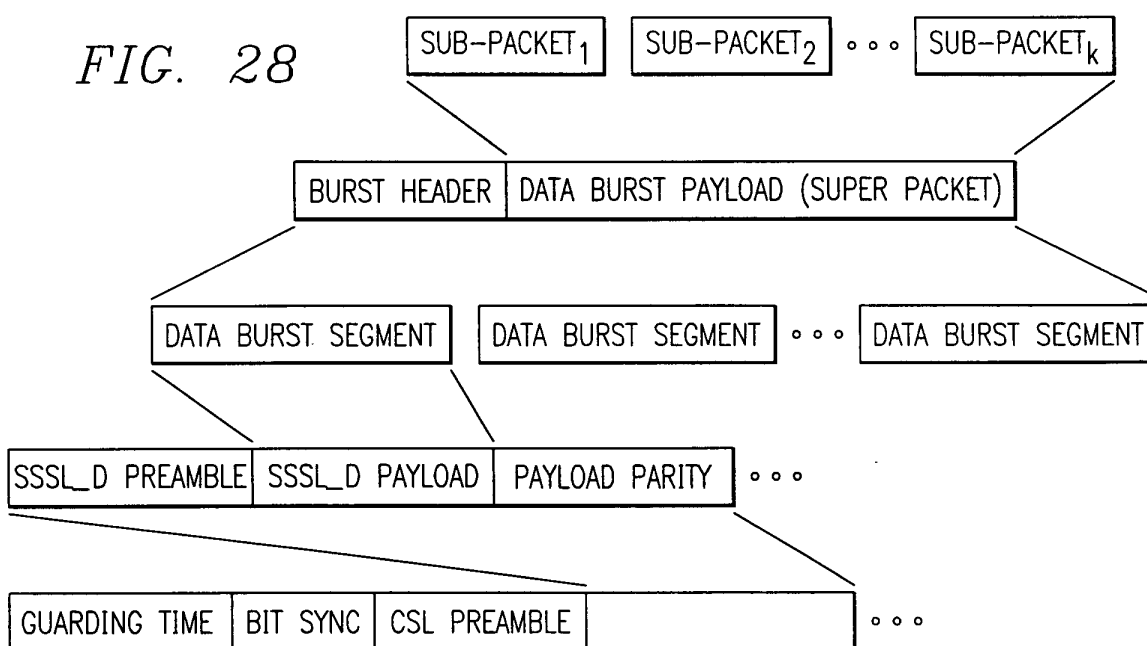 FIG. 28
SUB-PACKET1 SUB-PACKET2 ∘ ∘ ∘ SUB-PACKETk
BURST HEADER DATA BURST PAYLOAD (SUPER PACKET)
DATA BURST SEGMENT DATA BURST SEGMENT ∘ ∘ ∘ DATA BURST SEGMENT
SSSL_D PREAMBLE SSSL_D PAYLOAD PAYLOAD PARITY ∘ ∘ ∘
GUARDING TIME BIT SYNC CSL PREAMBLE ∘ ∘ ∘